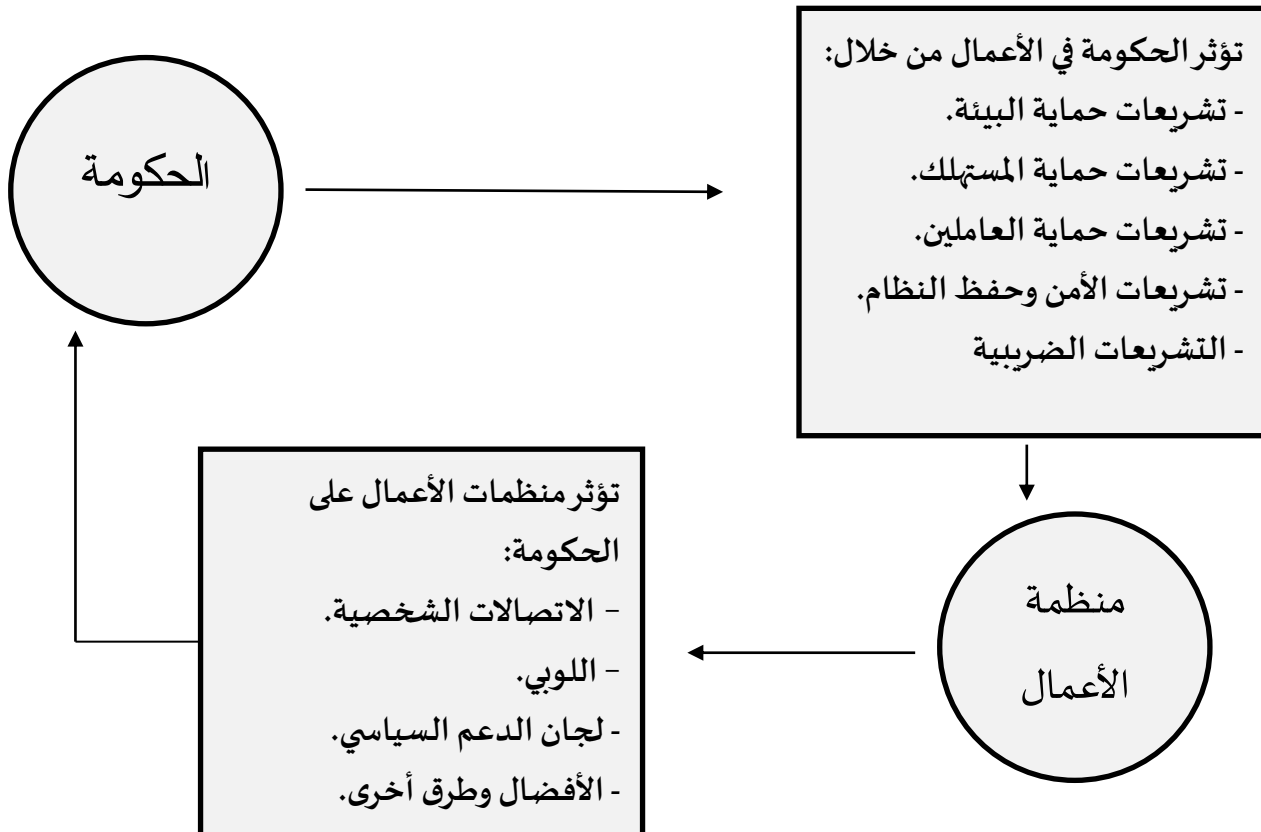 الحكومة
تؤثر الحكومة في الأعمال من خلال:
- تشريعات حماية البيئة.
- تشريعات حماية المستهلك.
- تشريعات حماية العاملين.
- تشريعات الأمن وحفظ النظام.
- التشريعات الضريبية
منظمة
الأعمال
تؤثر منظمات الأعمال على
الحكومة:
– الاتصالات الشخصية.
– اللوبي.
- لجان الدعم السياسي.
- الأفضال وطرق أخرى.